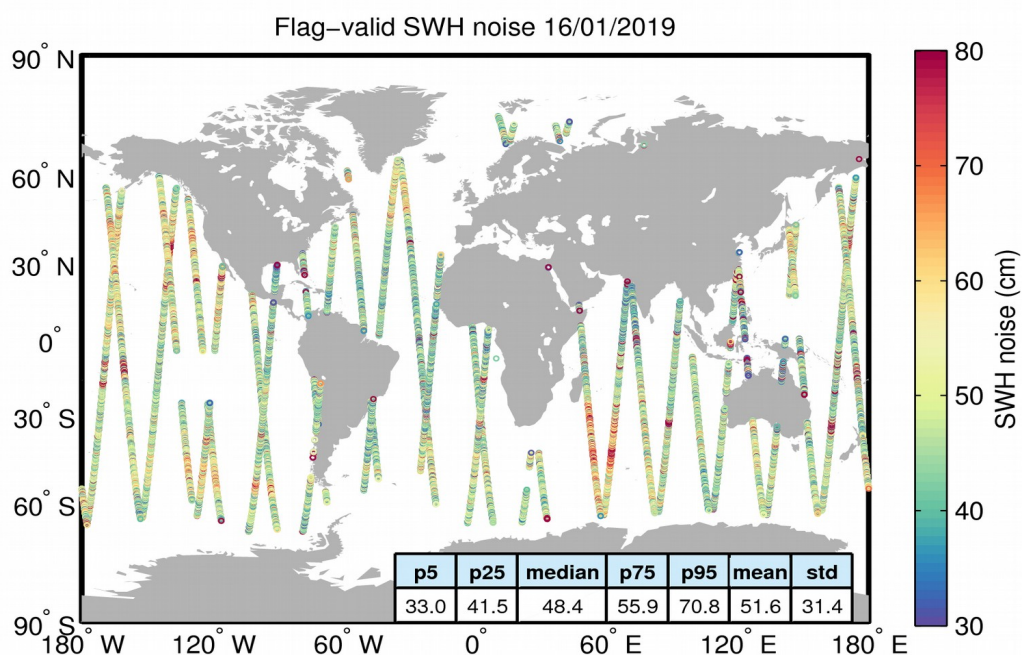 Flag−valid SWH noise 16/01/2019
90° N
60° N
30° N
0°
30° S
60° S
90° S
180° W
120° W
60° W
0°
60° E
120° E
180° E
80
70
60
50
40
30
SWH noise (cm)
p5 p25 median p75 p95 mean std
33.0 41.5 48.4 55.9 70.8 51.6 31.4